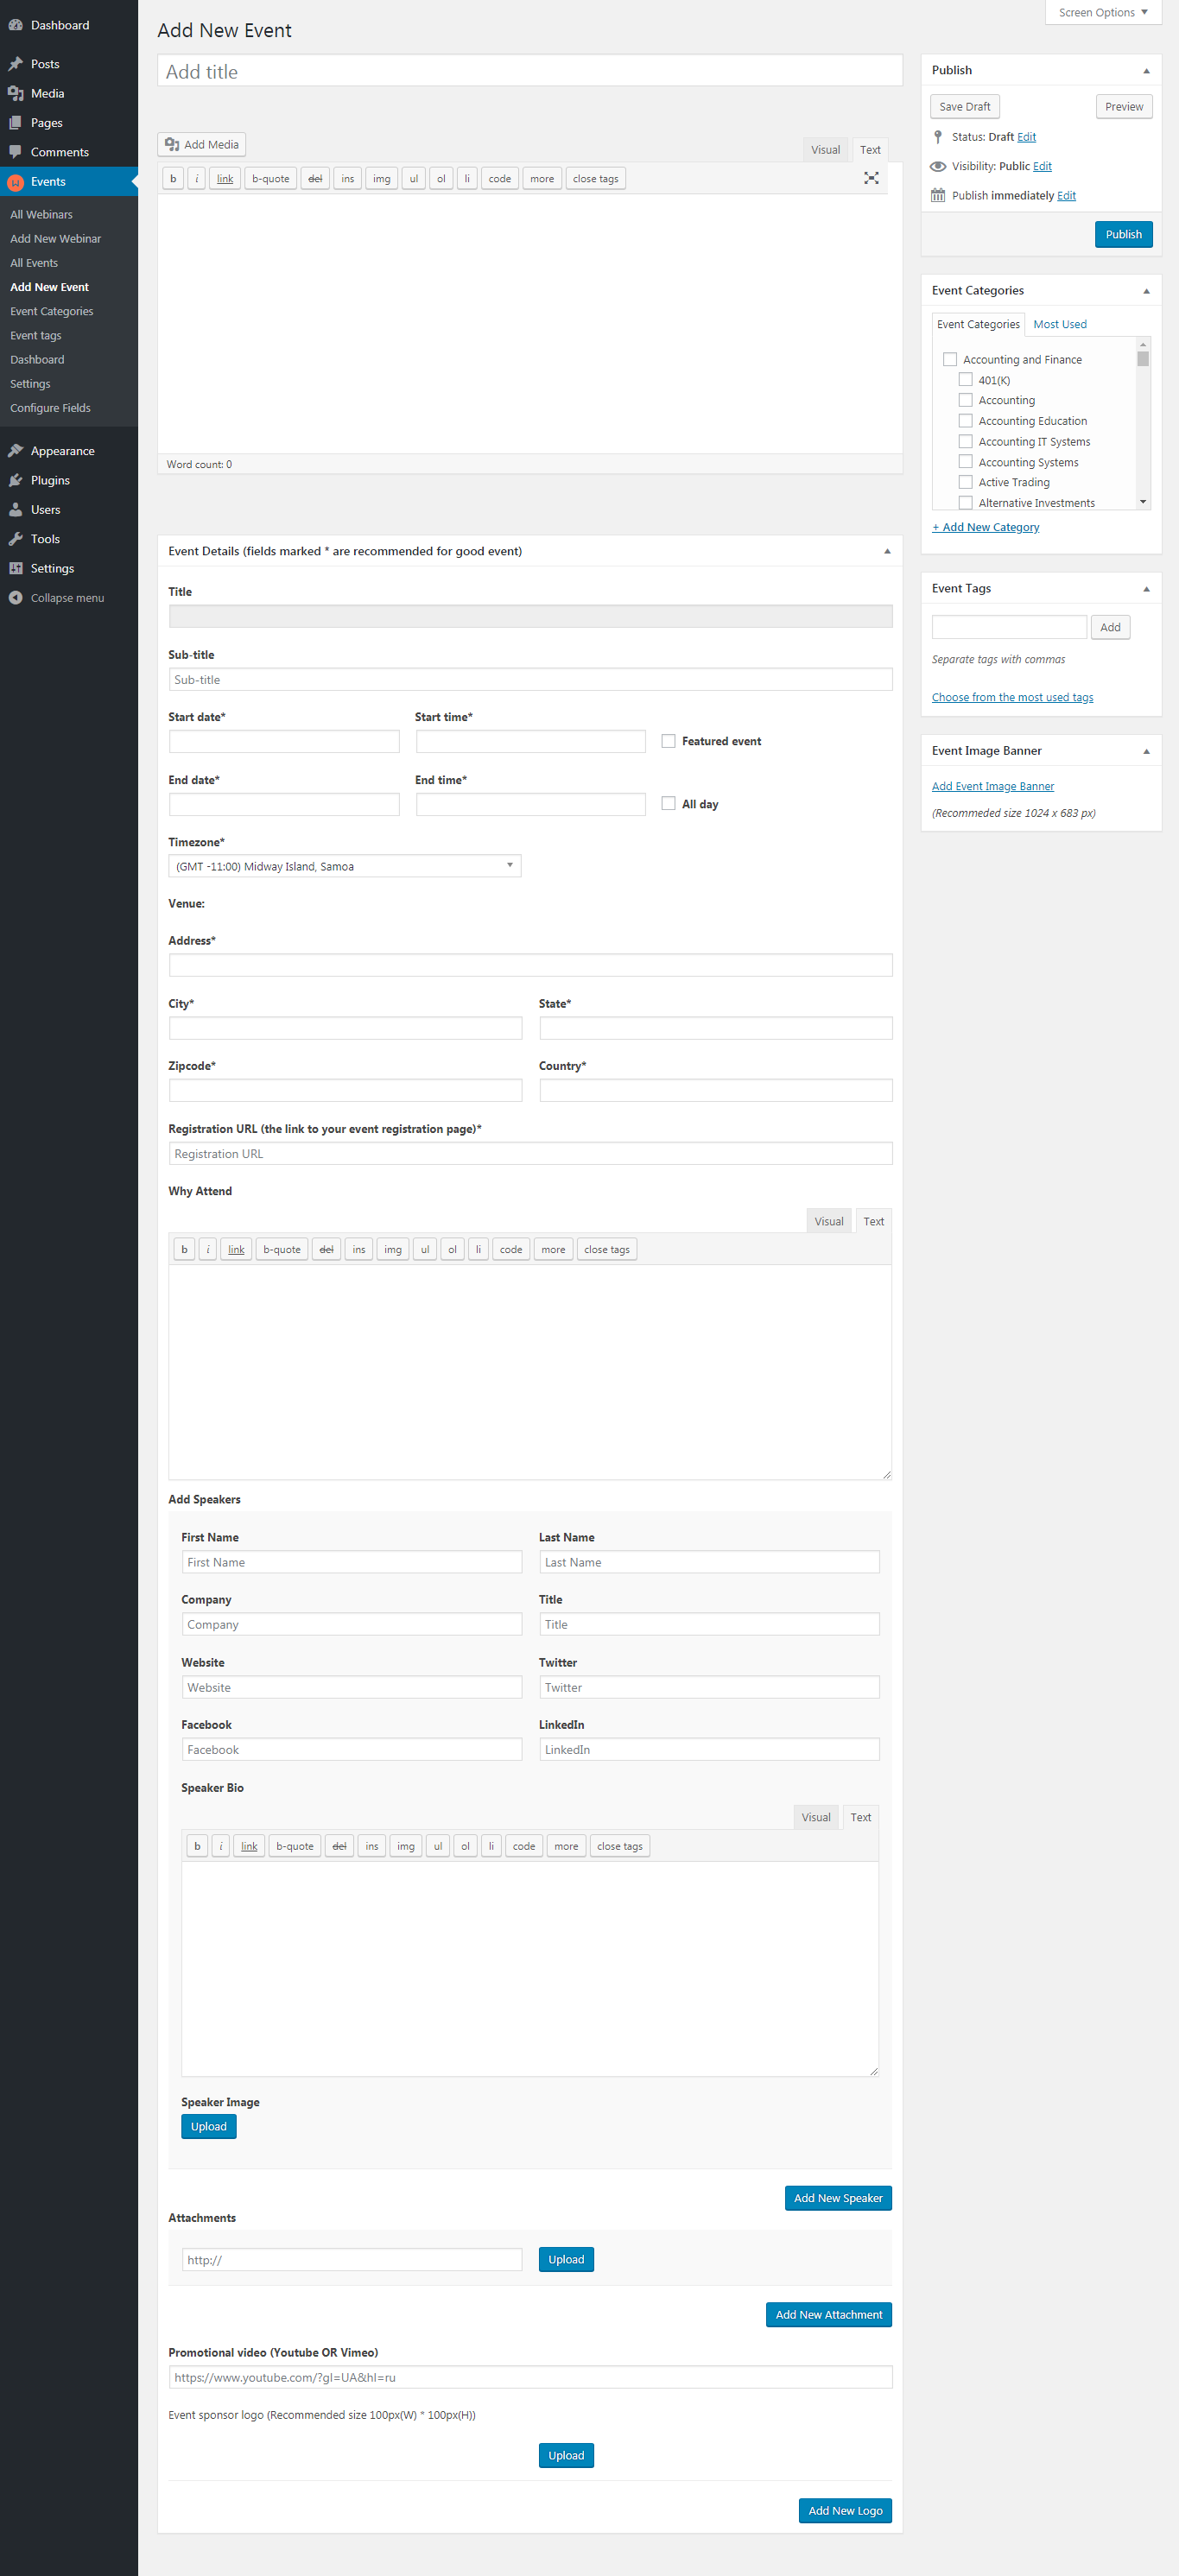 Screen Options
Dashboard
Posts
Media
Pages
Comments
Events
All Webinars
Add New Webinar
All Events
Add New Event
Event Categories
Event tags
Dashboard
Settings
Configure Fields
Appearance
Plugins
Users
Tools
Settings
Collapse menu
Add New Event
Add title
Add Media
Visual Text
b i link b-quote del ins img ul ol li code more close tags
Word count: 0
Event Details (fields marked * are recommended for good event)
Title
Sub-title
Sub-title
Start date* Start time*
Featured event
End date* End time*
All day
Timezone*
(GMT -11:00) Midway Island, Samoa
Venue:
Address*
City* State*
Zipcode* Country*
Registration URL (the link to your event registration page)*
Registration URL
Why Attend
Visual Text
b i link b-quote del ins img ul ol li code more close tags
Add Speakers
First Name Last Name
First Name Last Name
Company Title
Company Title
Website Twitter
Website Twitter
Facebook LinkedIn
Facebook LinkedIn
Speaker Bio
Visual Text
b i link b-quote del ins img ul ol li code more close tags
Speaker Image
Upload
Add New Speaker
Attachments
http:// Upload
Add New Attachment
Promotional video (Youtube OR Vimeo)
https://www.youtube.com/?gl=UA&hl=ru
Event sponsor logo (Recommended size 100px(W) * 100px(H))
Upload
Add New Logo
Publish
Save Draft Preview
Status: Draft Edit
Visibility: Public Edit
Publish immediately Edit
Publish
Event Categories
Event Categories Most Used
Accounting and Finance
401(K)
Accounting
Accounting Education
Accounting IT Systems
Accounting Systems
Active Trading
Alternative Investments
+ Add New Category
Event Tags
Add
Separate tags with commas
Choose from the most used tags
Event Image Banner
Add Event Image Banner
(Recommeded size 1024 x 683 px)